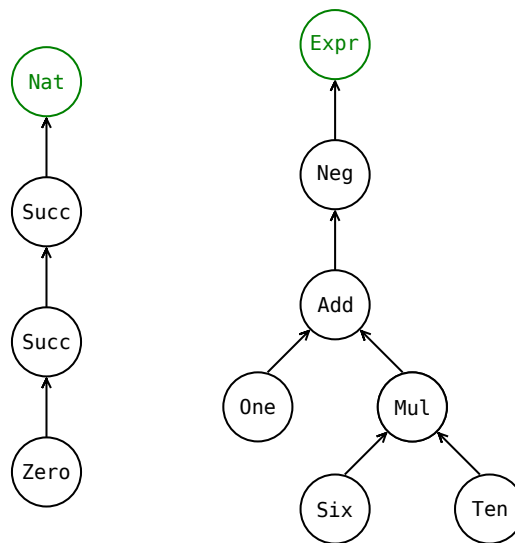 Nat
Succ
Succ
Zero
Expr
Neg
Add
One
Mul
Six
Ten